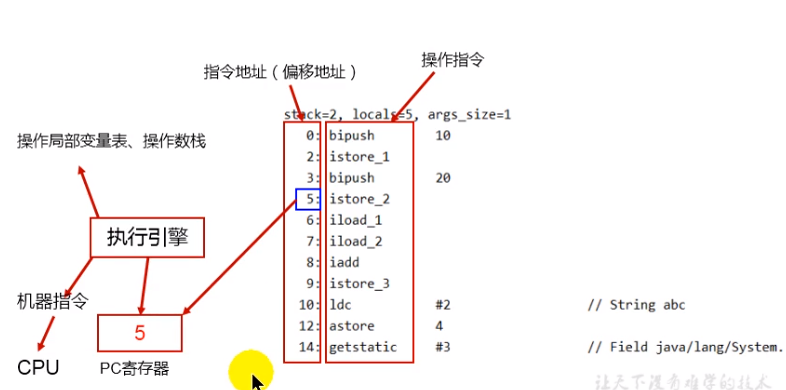 指令地址（偏移地址）
操作指令
stack=2, locals=5, args_size=1
操作局部变量表、操作数栈
0: bipush 10
2: istore_1
3: bipush 20
5: istore_2
6: iload_1
7: iload_2
8: iadd
9: istore_3
10: ldc #2 // String abc
12: astore 4
14: getstatic #3 // Field java/lang/System.
执行引擎
机器指令
5
CPU
PC寄存器
让天下没有难学的技术